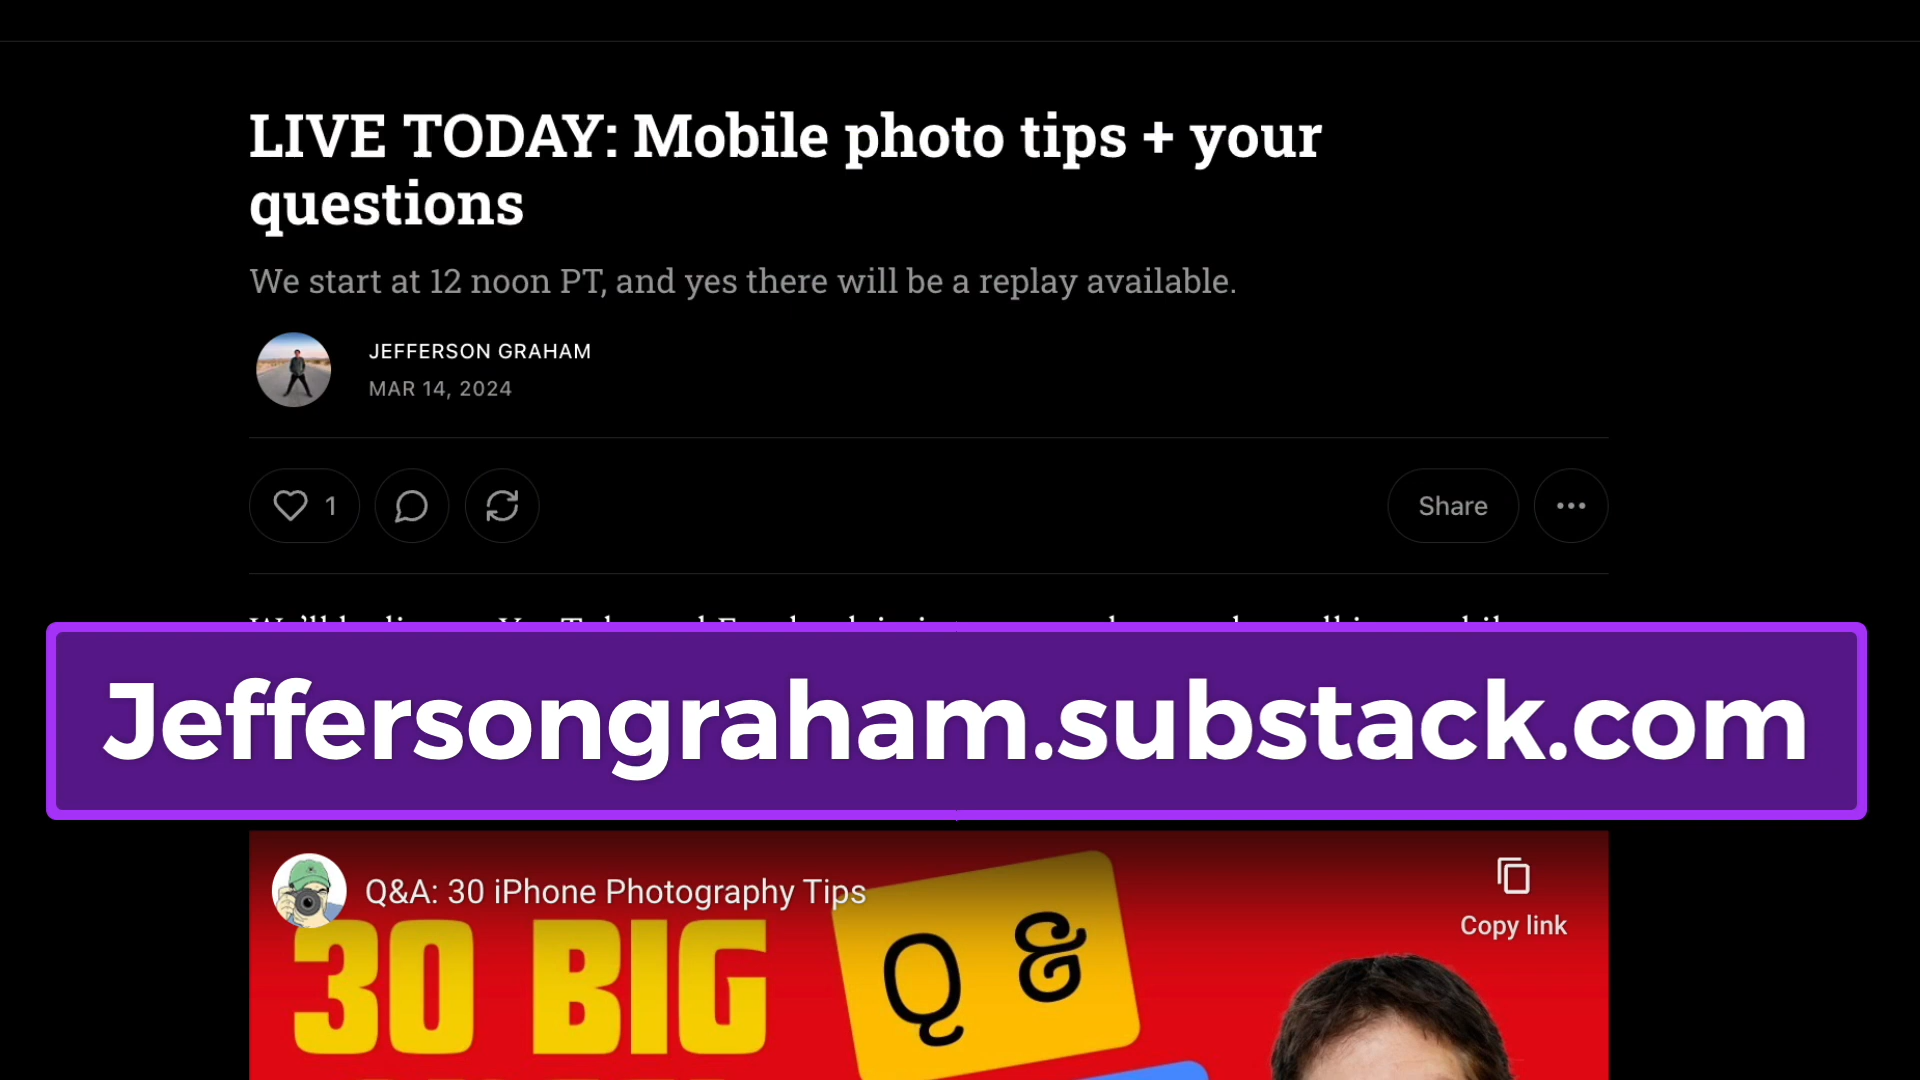 LIVE TODAY: Mobile photo tips + your
questions
We start at 12 noon PT, and yes there will be a replay available.
JEFFERSON GRAHAM
MAR 14, 2024
1
Share
Jeffersongraham.substack.com
Q&A: 30 iPhone Photography Tips
Copy link
30 BIG
Q &